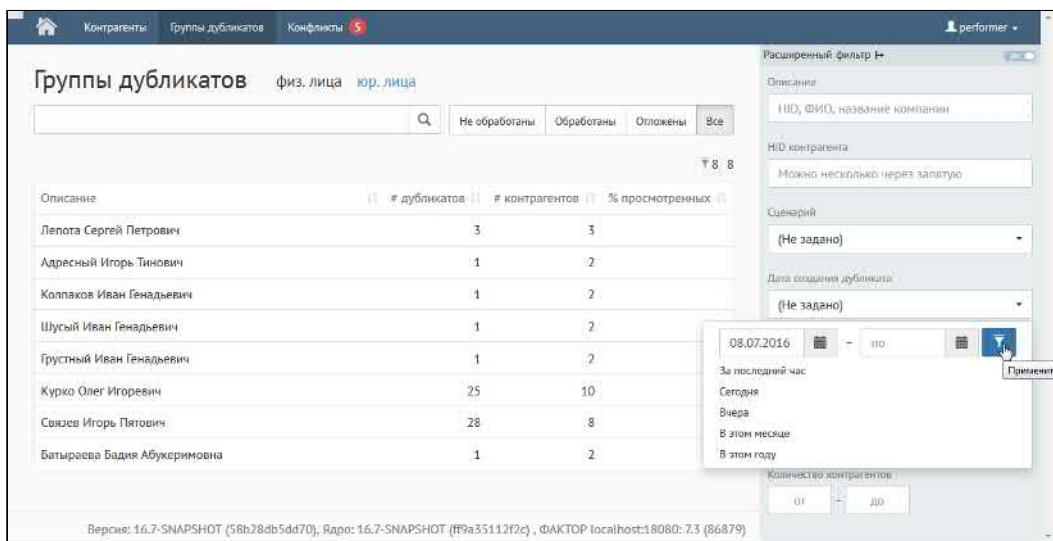 Контрагенты Группы дубликатов Конфликты 5 performer
Группы дубликатов физ. лица юр. лица
Не обработаны Обработаны Отложены Все
8 8
Описание # дубликатов # контрагентов % просмотренных
Лепота Сергей Петрович 3 3
Адресный Игорь Тинович 1 2
Колпаков Иван Генадьевич 1 2
Шусый Иван Генадьевич 1 2
Грустный Иван Генадьевич 1 2
Курко Олег Игоревич 25 10
Связев Игорь Пятович 28 8
Батыраева Бадия Абукеримовна 1 2
Расширенный фильтр
Описание
HID, ФИО, название компании
HID контрагента
Можно несколько через запятую
Сценарий
(Не задано)
Дата создания дубликата
(Не задано)
08.07.2016 – по
Применит
За последний час
Сегодня
Вчера
В этом месяце
В этом году
Количество контрагентов
от – до
Версия: 16.7-SNAPSHOT (58b28db5dd70), Ядро: 16.7-SNAPSHOT (ff9a35112f2c) , ФАКТОР localhost:18080: 7.3 (86879)